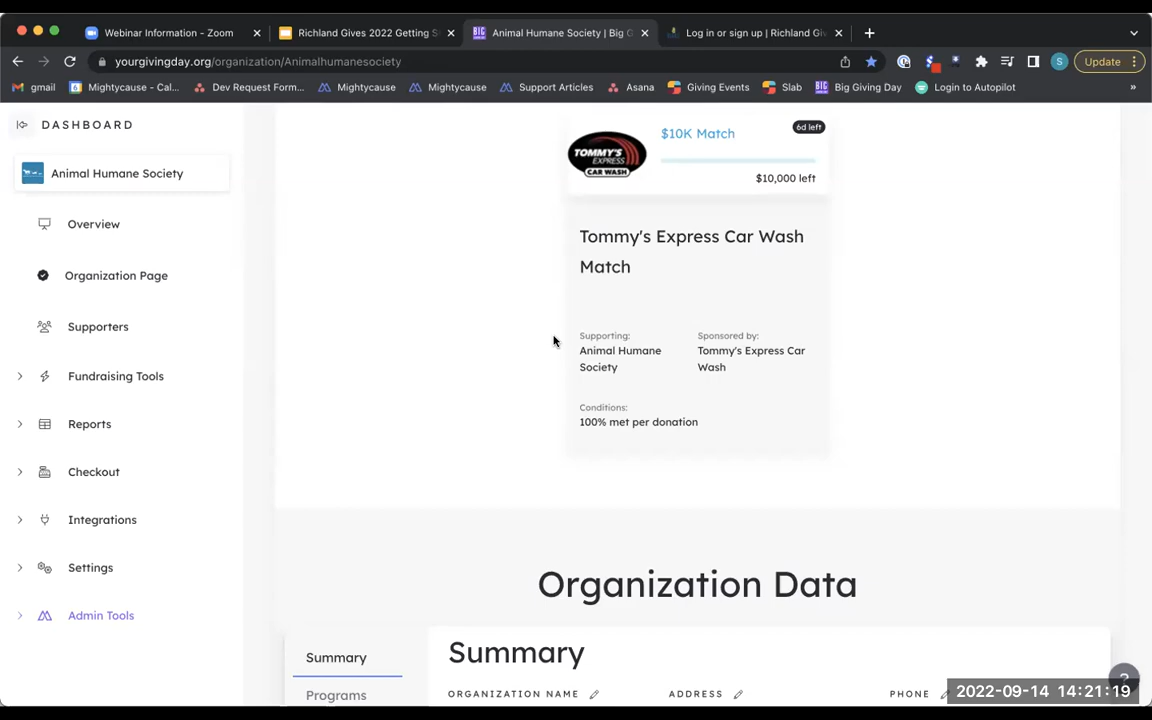 Webinar Information - Zoom
Richland Gives 2022 Getting S
Animal Humane Society | Big G
Log in or sign up | Richland Giv
yourgivingday.org/organization/Animalhumanesociety
S
Update
gmail
Mightycause - Cal...
Dev Request Form...
Mightycause
Mightycause
Support Articles
Asana
Giving Events
Slab
BIG
Big Giving Day
Login to Autopilot
»
DASHBOARD
Animal Humane Society
Overview
Organization Page
Supporters
Fundraising Tools
Reports
Checkout
Integrations
Settings
Admin Tools
TOMMY'S
EXPRESS
CAR WASH
$10K Match
6d left
$10,000 left
Tommy's Express Car Wash
Match
Supporting:
Animal Humane
Society
Sponsored by:
Tommy's Express Car
Wash
Conditions:
100% met per donation
Organization Data
Summary
Programs
Summary
ORGANIZATION NAME
ADDRESS
PHONE
?
2022-09-14 14:21:19